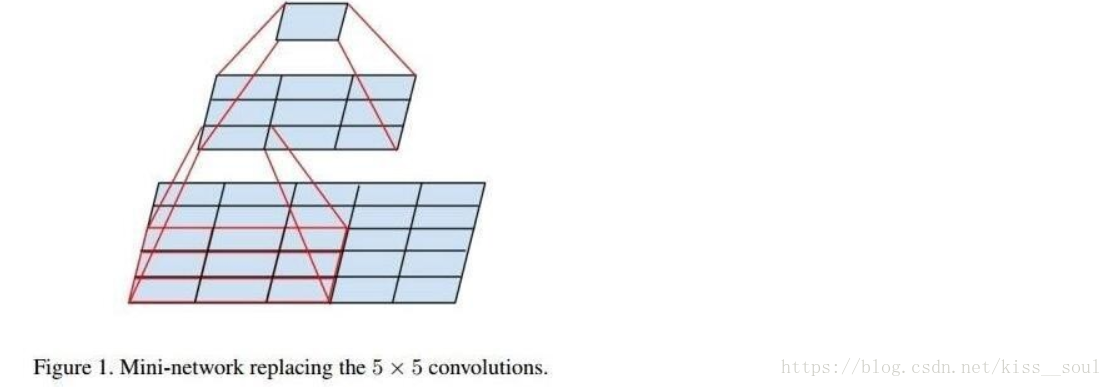 Figure 1. Mini-network replacing the 5 × 5 convolutions.
https://blog.csdn.net/kiss__soul